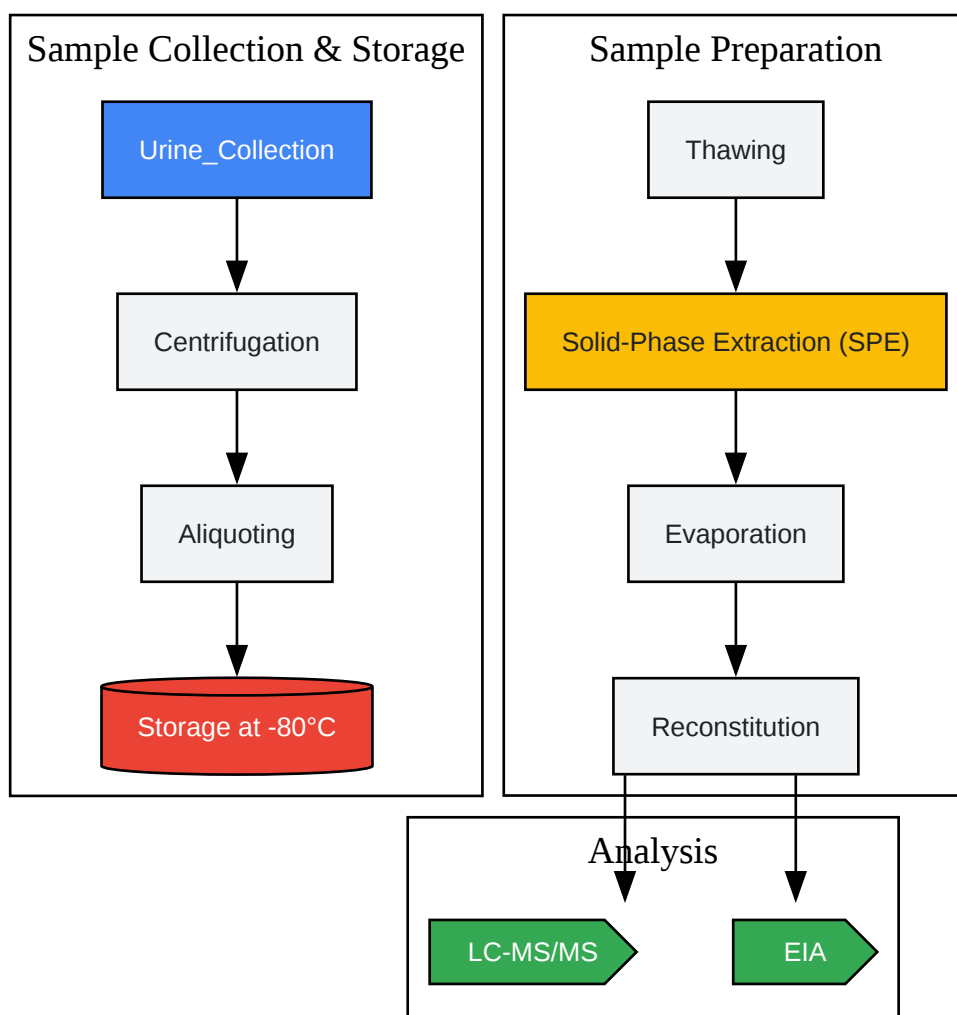 Sample Collection & Storage
Urine_Collection
Centrifugation
Aliquoting
Storage at -80°C
Sample Preparation
Thawing
Solid-Phase Extraction (SPE)
Evaporation
Reconstitution
Analysis
LC-MS/MS
EIA